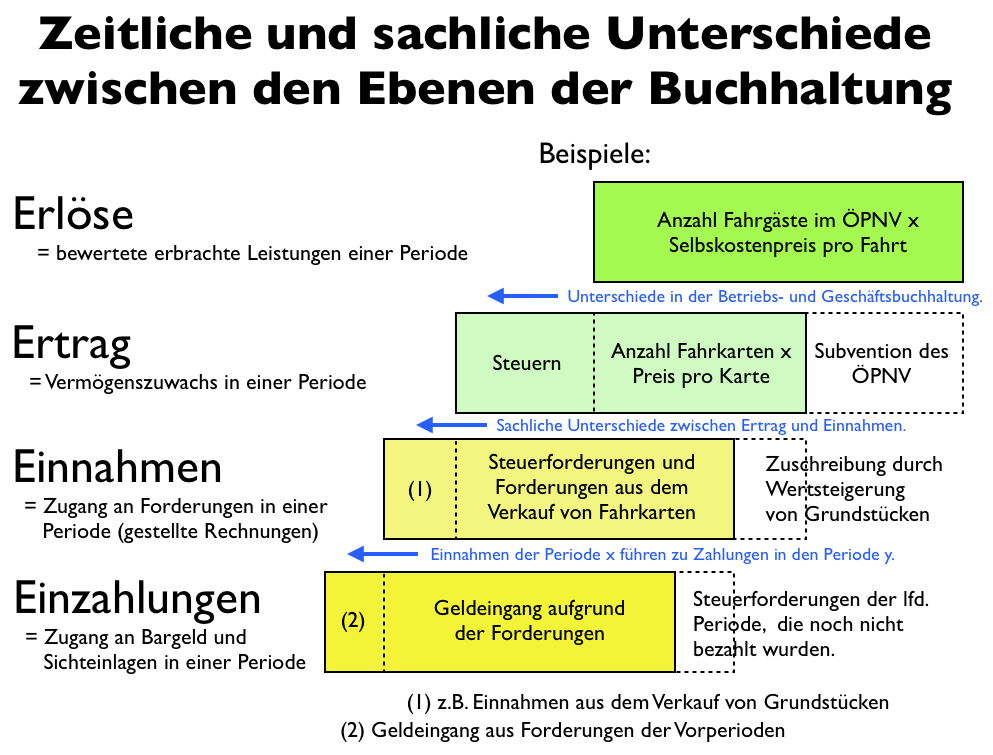 Zeitliche und sachliche Unterschiede
zwischen den Ebenen der Buchhaltung
Beispiele:
Erlöse
= bewertete erbrachte Leistungen einer Periode
Anzahl Fahrgäste im ÖPNV x
Selbskostenpreis pro Fahrt
Unterschiede in der Betriebs- und Geschäftsbuchhaltung.
Ertrag
= Vermögenszuwachs in einer Periode
Steuern
Anzahl Fahrkarten x
Preis pro Karte
Subvention des
ÖPNV
Sachliche Unterschiede zwischen Ertrag und Einnahmen.
Einnahmen
= Zugang an Forderungen in einer
Periode (gestellte Rechnungen)
(1)
Steuerforderungen und
Forderungen aus dem
Verkauf von Fahrkarten
Zuschreibung durch
Wertsteigerung
von Grundstücken
Einnahmen der Periode x führen zu Zahlungen in den Periode y.
Einzahlungen
= Zugang an Bargeld und
Sichteinlagen in einer Periode
(2)
Geldeingang aufgrund
der Forderungen
Steuerforderungen der lfd.
Periode, die noch nicht
bezahlt wurden.
(1) z.B. Einnahmen aus dem Verkauf von Grundstücken
(2) Geldeingang aus Forderungen der Vorperioden